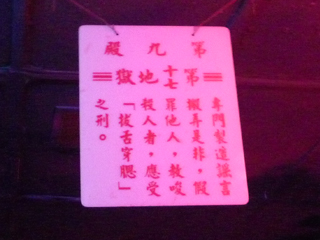 第九殿
第十七地獄
專門製造謠言
搬弄是非，假
罪他人，教唆
殺人者，應受
「拔舌穿腮」
之刑。